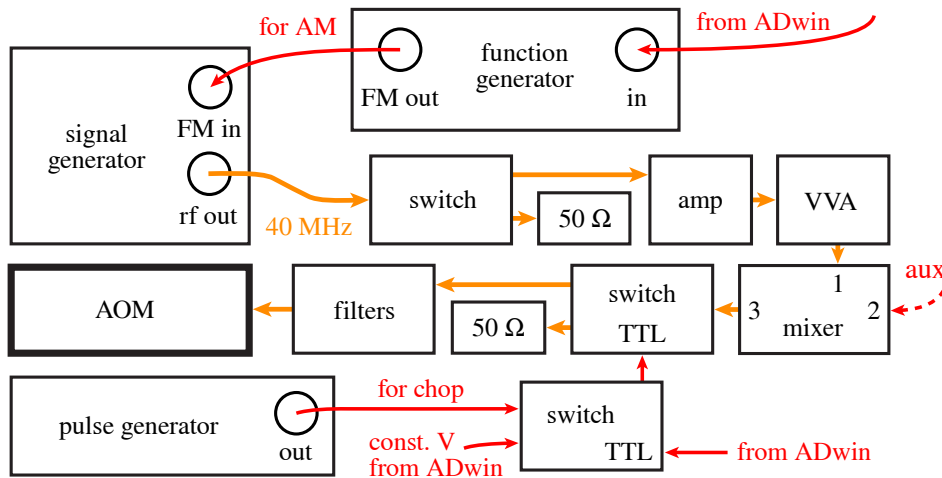 for AM
from ADwin
function
generator
FM out
in
signal
generator
FM in
rf out
40 MHz
switch
50 Ω
amp
VVA
AOM
filters
50 Ω
switch
TTL
1
3
2
mixer
aux
pulse generator
out
for chop
const. V
from ADwin
switch
TTL
from ADwin